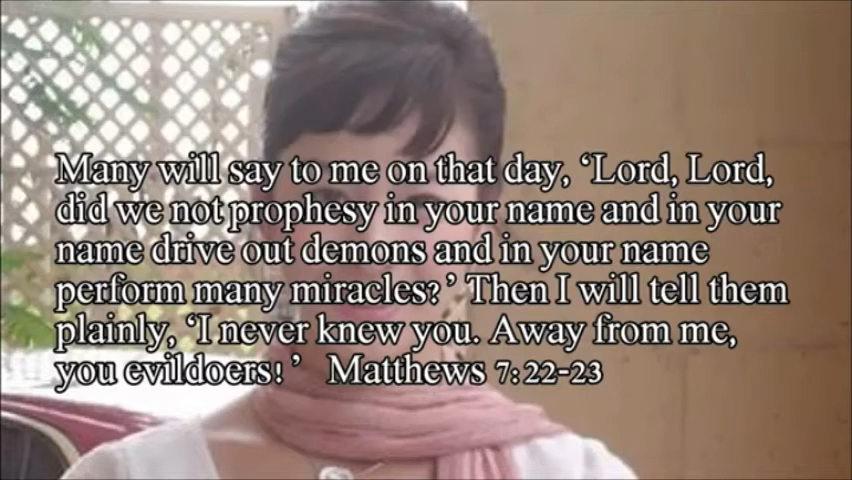 Many will say to me on that day, ‘Lord, Lord,
did we not prophesy in your name and in your
name drive out demons and in your name
perform many miracles?’ Then I will tell them
plainly, ‘I never knew you. Away from me,
you evildoers!’ Matthews 7:22-23